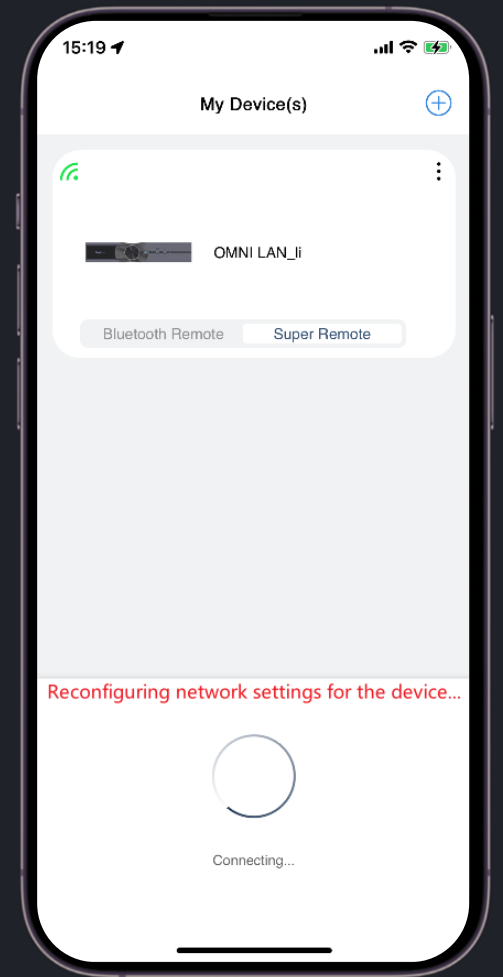 15:19
My Device(s)
OMNI LAN_li
Bluetooth Remote Super Remote
Reconfiguring network settings for the device...
Connecting...